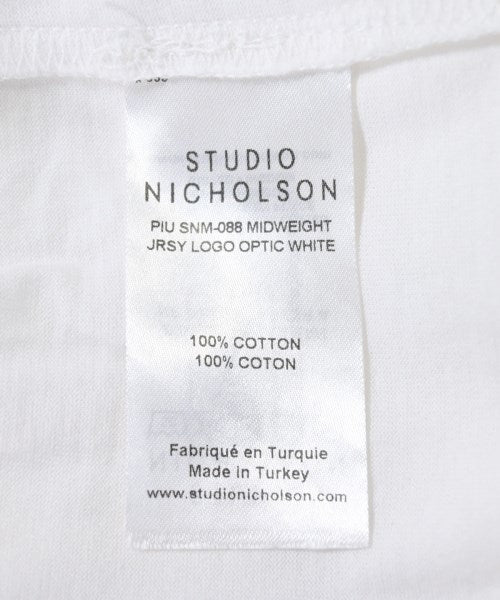 STUDIO
NICHOLSON
PIU SNM-088 MIDWEIGHT
JRSY LOGO OPTIC WHITE
100% COTTON
100% COTON
Fabriqué en Turquie
Made in Turkey
www.studionicholson.com